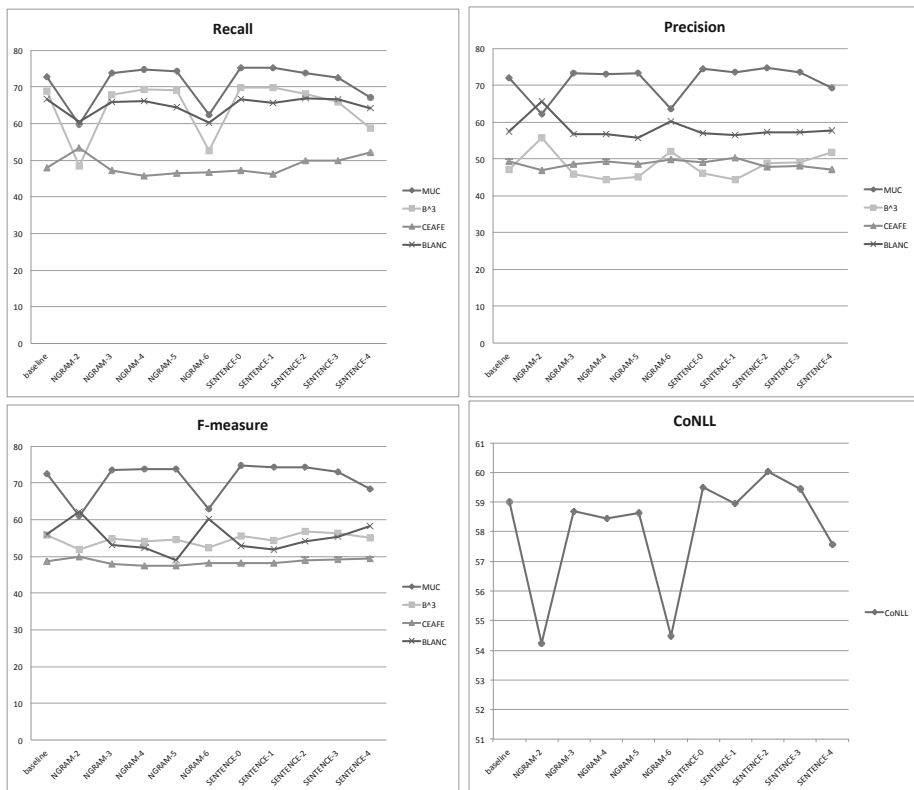 Recall
80
70
60
50
40
30
20
10
0
baseline
NGRAM-2
NGRAM-3
NGRAM-4
NGRAM-5
NGRAM-6
SENTENCE-0
SENTENCE-1
SENTENCE-2
SENTENCE-3
SENTENCE-4
MUC
B^3
CEAFE
BLANC
Precision
80
70
60
50
40
30
20
10
0
baseline
NGRAM-2
NGRAM-3
NGRAM-4
NGRAM-5
NGRAM-6
SENTENCE-0
SENTENCE-1
SENTENCE-2
SENTENCE-3
SENTENCE-4
MUC
B^3
CEAFE
BLANC
F-measure
80
70
60
50
40
30
20
10
0
baseline
NGRAM-2
NGRAM-3
NGRAM-4
NGRAM-5
NGRAM-6
SENTENCE-0
SENTENCE-1
SENTENCE-2
SENTENCE-3
SENTENCE-4
MUC
B^3
CEAFE
BLANC
CoNLL
61
60
59
58
57
56
55
54
53
52
51
baseline
NGRAM-2
NGRAM-3
NGRAM-4
NGRAM-5
NGRAM-6
SENTENCE-0
SENTENCE-1
SENTENCE-2
SENTENCE-3
SENTENCE-4
CoNLL